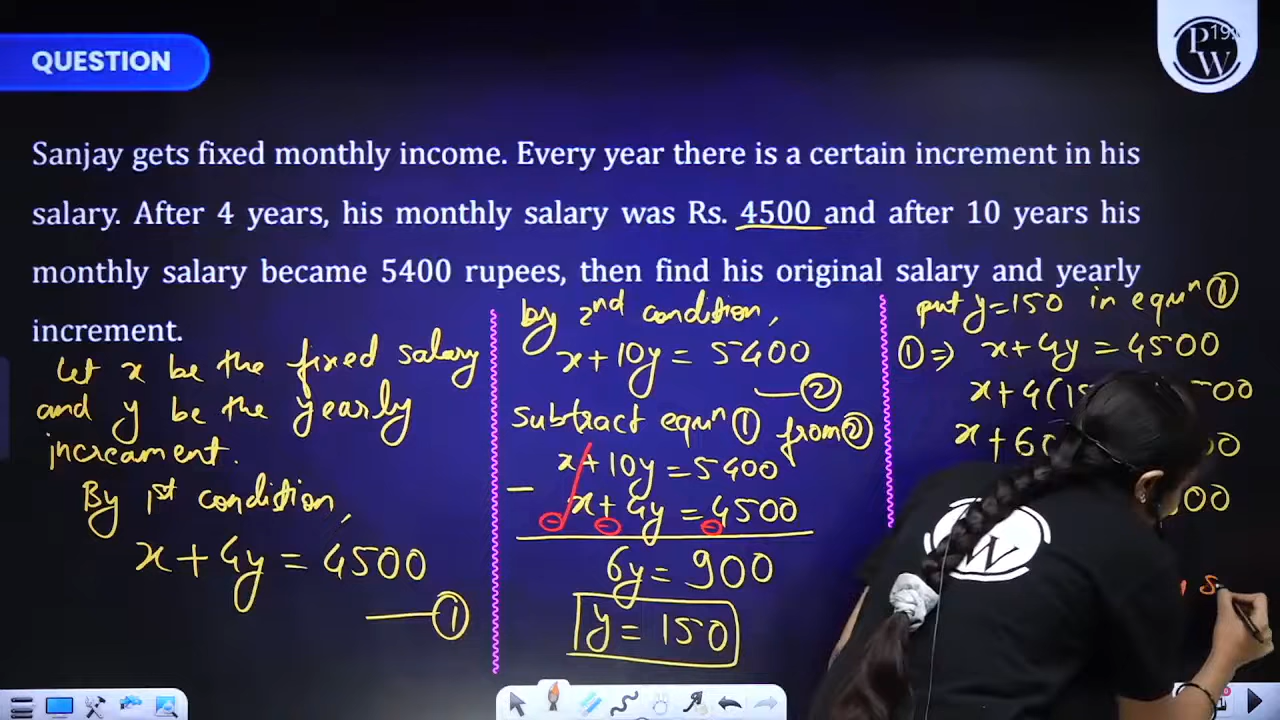 QUESTION
PW
Sanjay gets fixed monthly income. Every year there is a certain increment in his
salary. After 4 years, his monthly salary was Rs. 4500 and after 10 years his
monthly salary became 5400 rupees, then find his original salary and yearly
increment.
Let x be the fixed salary
and y be the yearly
increament.
By 1st condition,
x + 4y = 4500
①
by 2nd condition,
x + 10y = 5400
②
subtract equⁿ ① from ②
x + 10y = 5400
− x + 4y = 4500
⊖ ⊖ ⊖
6y = 900
y = 150
put y = 150 in equⁿ ①
① ⇒ x + 4y = 4500
x + 4(15
x + 6
W